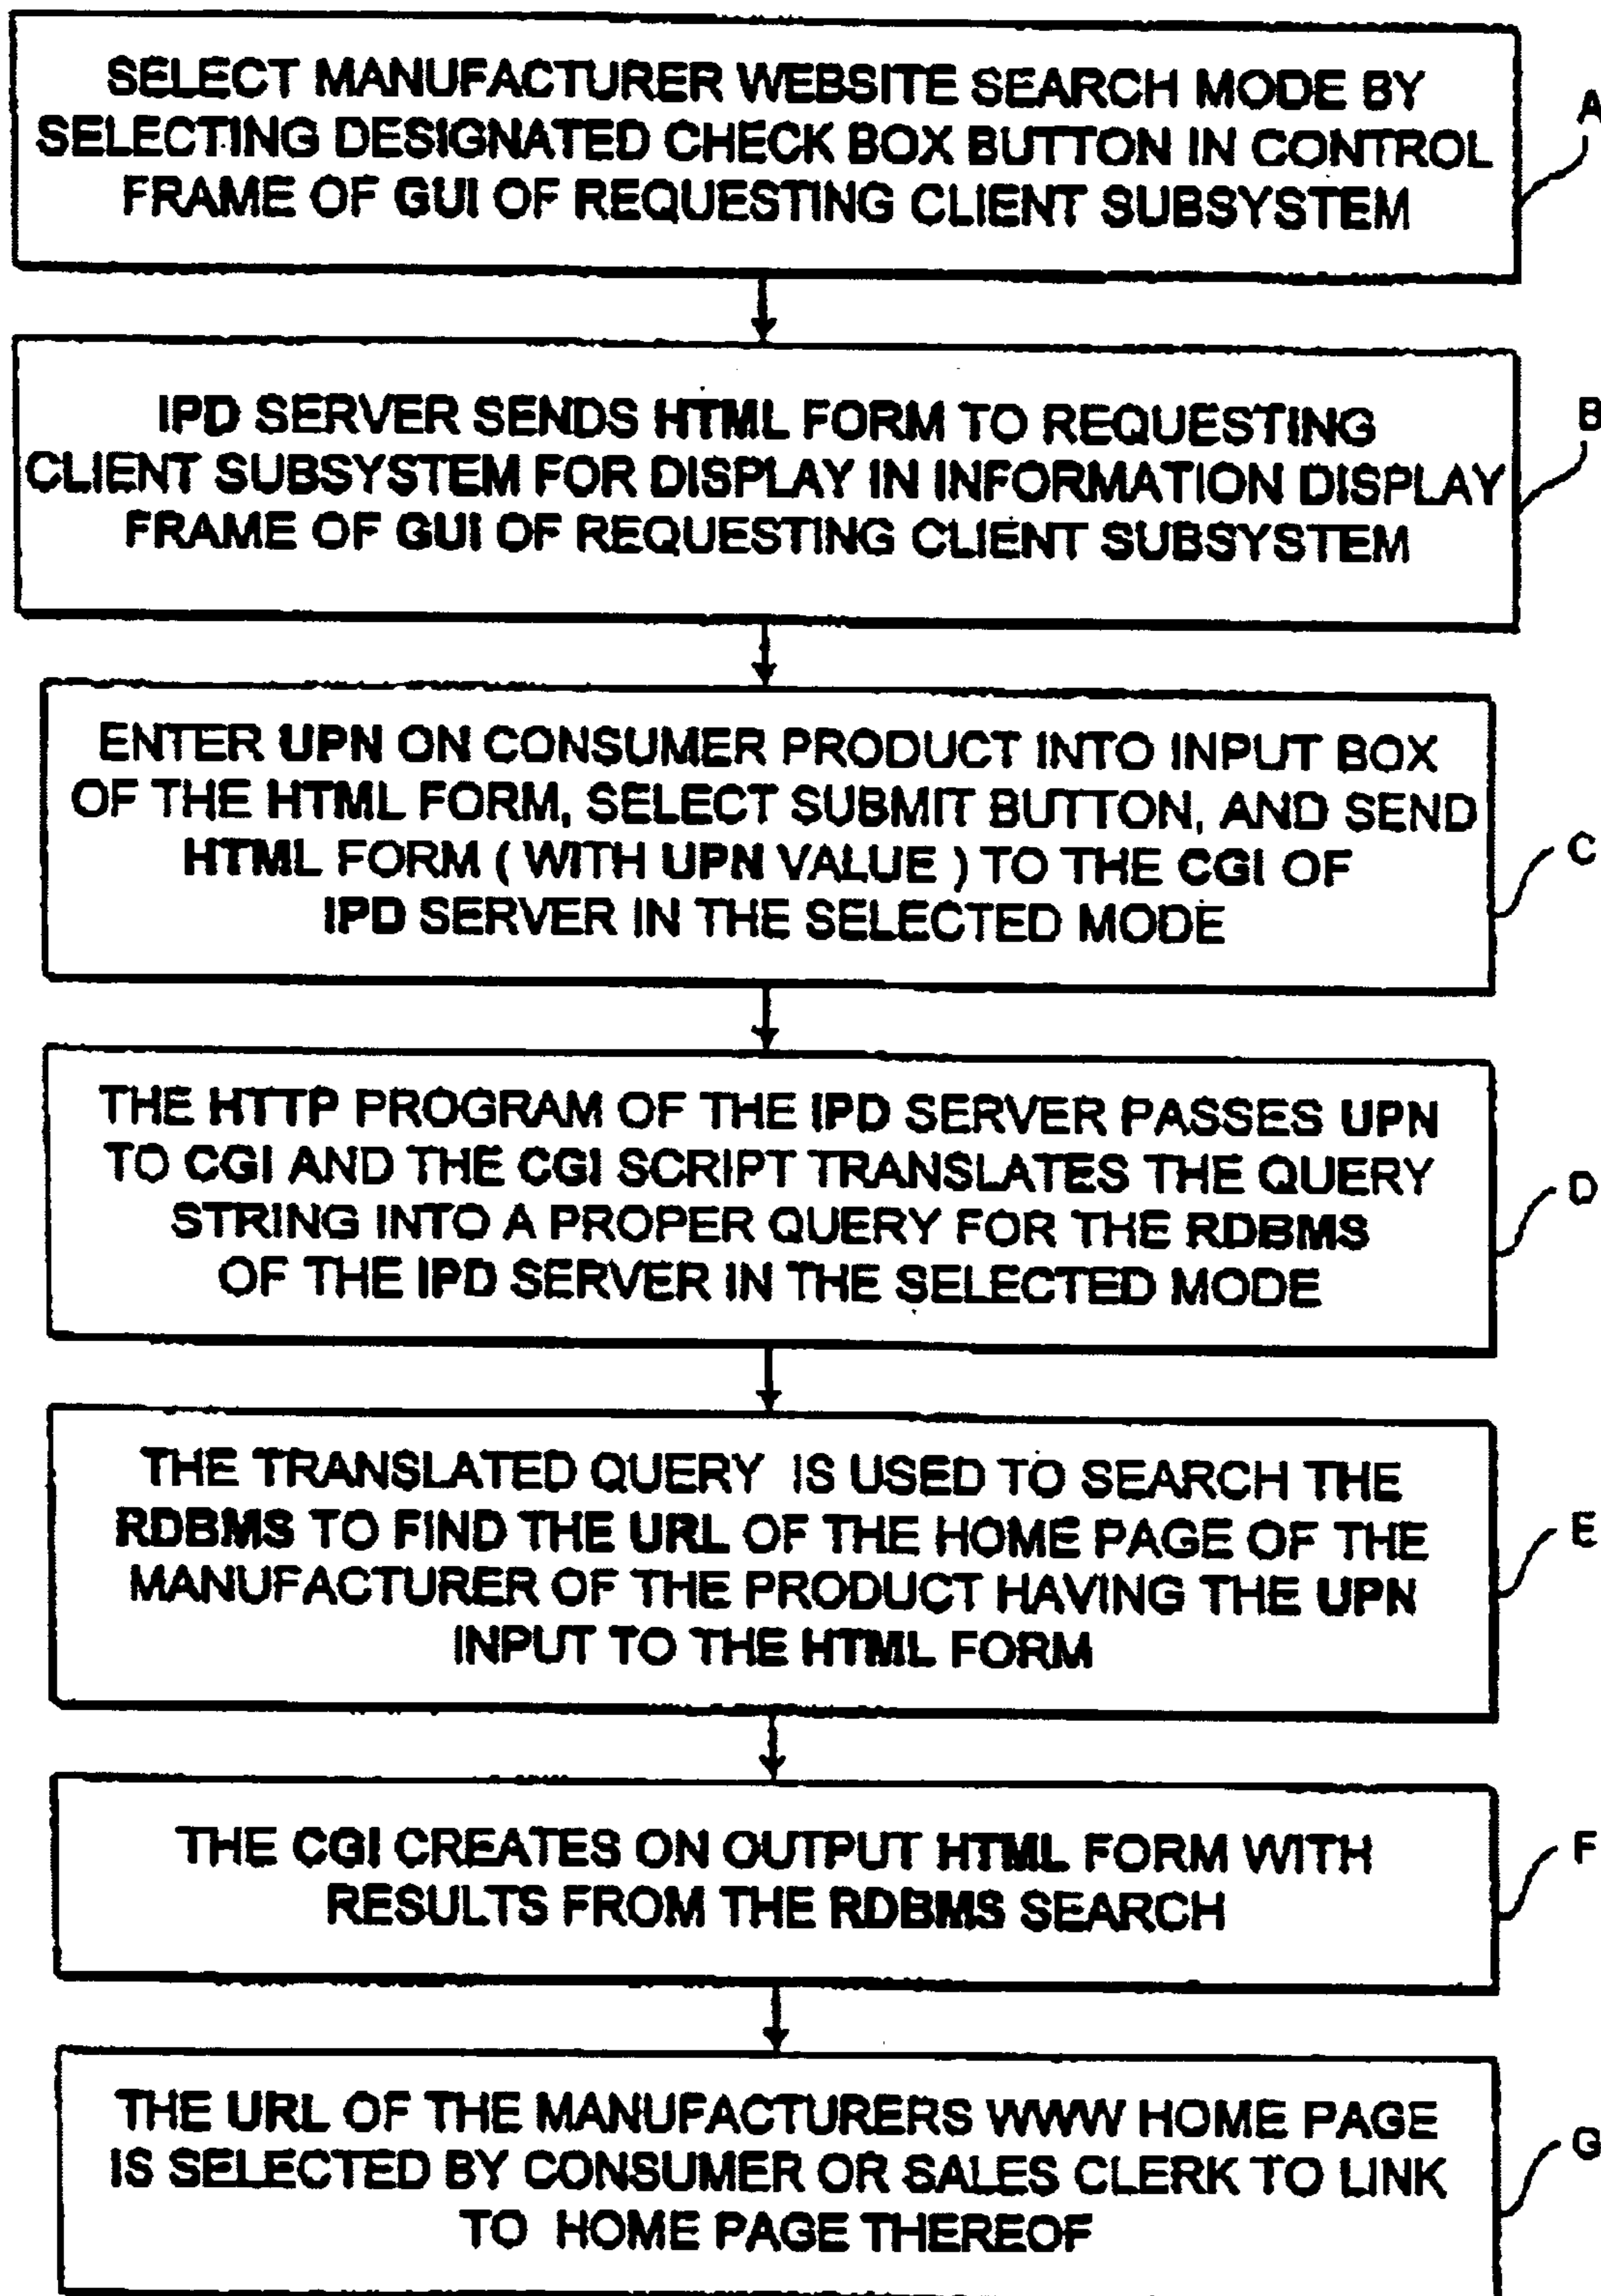 SELECT MANUFACTURER WEBSITE SEARCH MODE BY
SELECTING DESIGNATED CHECK BOX BUTTON IN CONTROL
FRAME OF GUI OF REQUESTING CLIENT SUBSYSTEM
A
IPD SERVER SENDS HTML FORM TO REQUESTING
CLIENT SUBSYSTEM FOR DISPLAY IN INFORMATION DISPLAY
FRAME OF GUI OF REQUESTING CLIENT SUBSYSTEM
B
ENTER UPN ON CONSUMER PRODUCT INTO INPUT BOX
OF THE HTML FORM, SELECT SUBMIT BUTTON, AND SEND
HTML FORM ( WITH UPN VALUE ) TO THE CGI OF
IPD SERVER IN THE SELECTED MODE
C
THE HTTP PROGRAM OF THE IPD SERVER PASSES UPN
TO CGI AND THE CGI SCRIPT TRANSLATES THE QUERY
STRING INTO A PROPER QUERY FOR THE RDBMS
OF THE IPD SERVER IN THE SELECTED MODE
D
THE TRANSLATED QUERY IS USED TO SEARCH THE
RDBMS TO FIND THE URL OF THE HOME PAGE OF THE
MANUFACTURER OF THE PRODUCT HAVING THE UPN
INPUT TO THE HTML FORM
E
THE CGI CREATES ON OUTPUT HTML FORM WITH
RESULTS FROM THE RDBMS SEARCH
F
THE URL OF THE MANUFACTURERS WWW HOME PAGE
IS SELECTED BY CONSUMER OR SALES CLERK TO LINK
TO HOME PAGE THEREOF
G